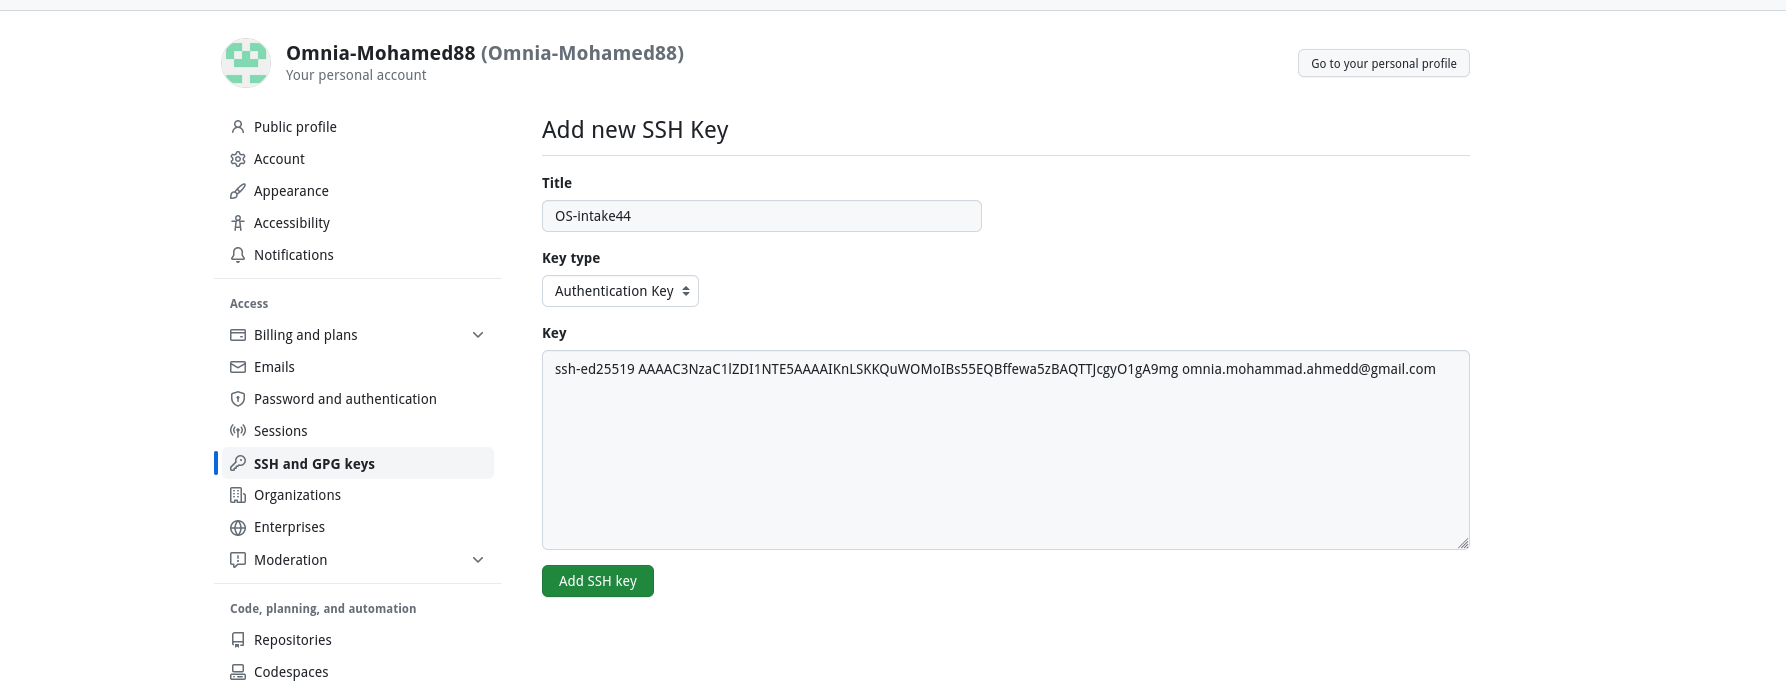 Omnia-Mohamed88 (Omnia-Mohamed88)
Your personal account
Go to your personal profile
Public profile
Account
Appearance
Accessibility
Notifications
Access
Billing and plans
Emails
Password and authentication
Sessions
SSH and GPG keys
Organizations
Enterprises
Moderation
Code, planning, and automation
Repositories
Codespaces
Add new SSH Key
Title
OS-intake44
Key type
Authentication Key
Key
ssh-ed25519 AAAAC3NzaC1lZDI1NTE5AAAAIKnLSKKQuWOMoIBs55EQBffewa5zBAQTTJcgyO1gA9mg omnia.mohammad.ahmedd@gmail.com
Add SSH key